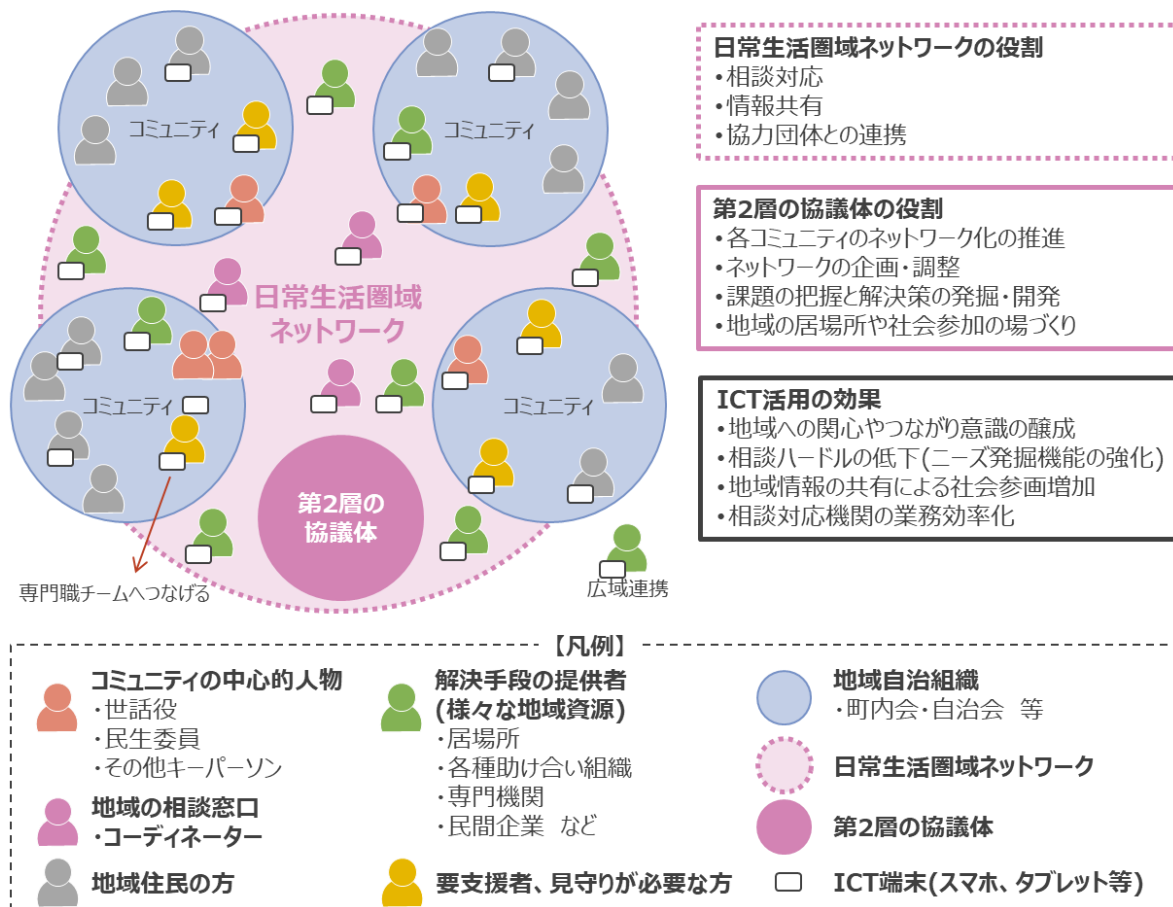 コミュニティ
コミュニティ
日常生活圏域
ネットワーク
コミュニティ
コミュニティ
第2層の
協議体
専門職チームへつなげる
広域連携
日常生活圏域ネットワークの役割
・相談対応
・情報共有
・協力団体との連携
第2層の協議体の役割
・各コミュニティのネットワーク化の推進
・ネットワークの企画・調整
・課題の把握と解決策の発掘・開発
・地域の居場所や社会参加の場づくり
ICT活用の効果
・地域への関心やつながり意識の醸成
・相談ハードルの低下(ニーズ発掘機能の強化)
・地域情報の共有による社会参画増加
・相談対応機関の業務効率化
【凡例】
コミュニティの中心的人物
・世話役
・民生委員
・その他キーパーソン
地域の相談窓口
・コーディネーター
地域住民の方
解決手段の提供者
(様々な地域資源)
・居場所
・各種助け合い組織
・専門機関
・民間企業 など
要支援者、見守りが必要な方
地域自治組織
・町内会・自治会 等
日常生活圏域ネットワーク
第2層の協議体
ICT端末(スマホ、タブレット等)